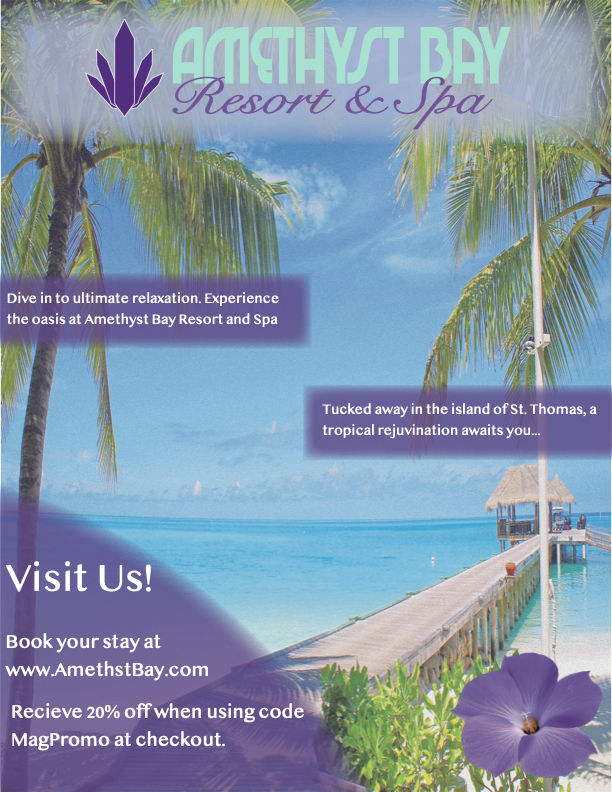 AMETHYST BAY
Resort & Spa
Dive in to ultimate relaxation. Experience
the oasis at Amethyst Bay Resort and Spa
Tucked away in the island of St. Thomas, a
tropical rejuvination awaits you...
Visit Us!
Book your stay at
www.AmethstBay.com
Recieve 20% off when using code
MagPromo at checkout.